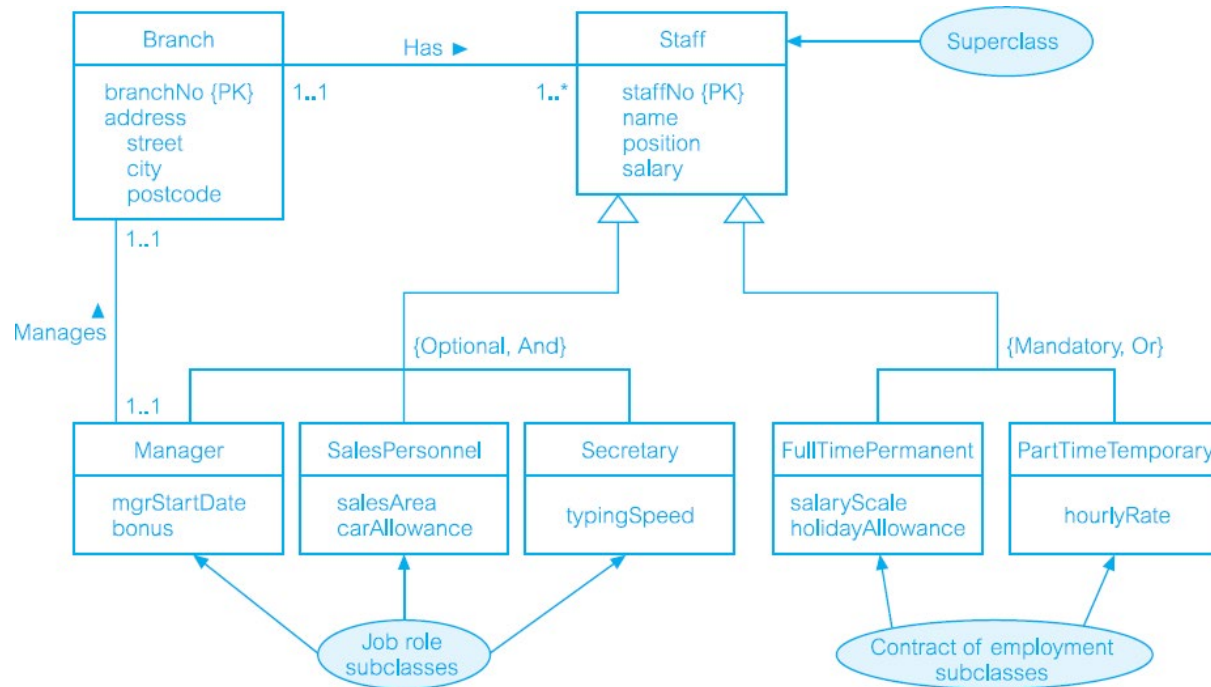 Branch
Has ►
Staff
Superclass
branchNo {PK}
address
street
city
postcode
1..1
1..*
staffNo {PK}
name
position
salary
1..1
▲
Manages
{Optional, And}
{Mandatory, Or}
1..1
Manager
SalesPersonnel
Secretary
FullTimePermanent
PartTimeTemporary
mgrStartDate
bonus
salesArea
carAllowance
typingSpeed
salaryScale
holidayAllowance
hourlyRate
Job role
subclasses
Contract of employment
subclasses